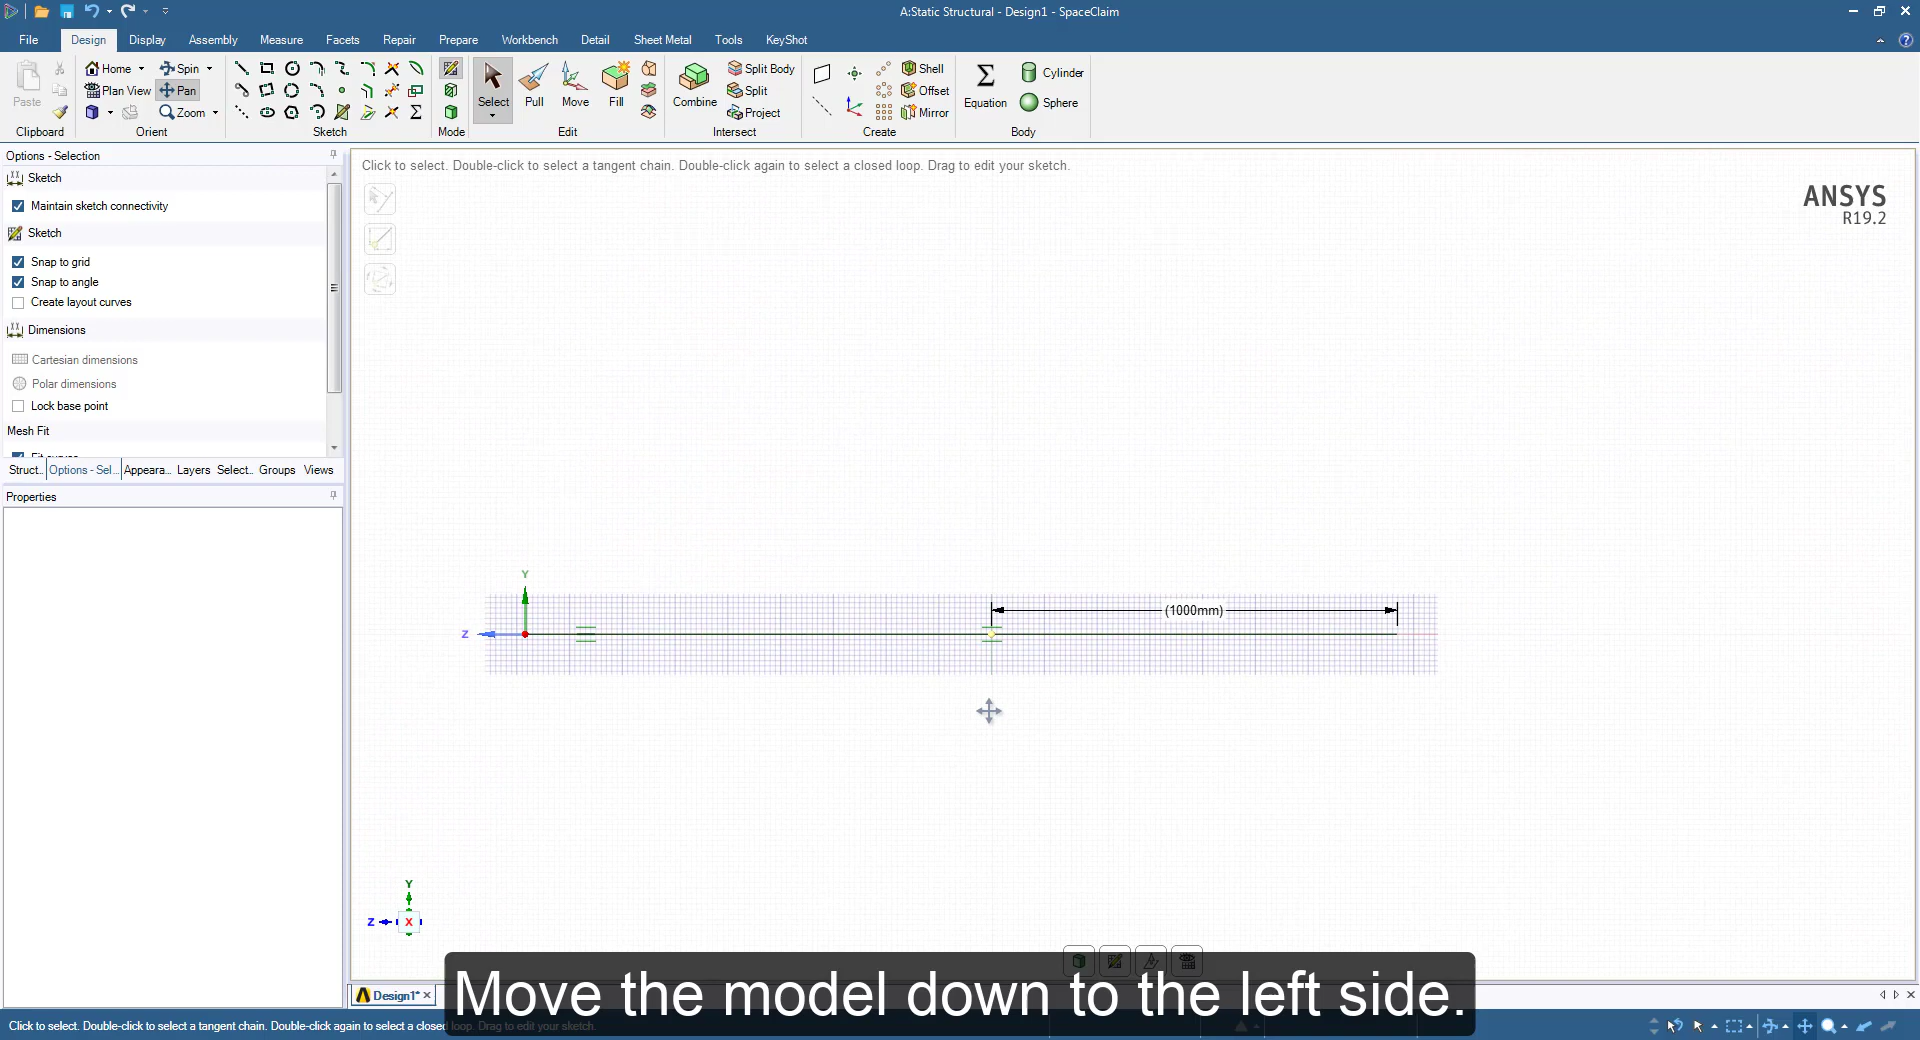 A:Static Structural - Design1 - SpaceClaim
File Design Display Assembly Measure Facets Repair Prepare Workbench Detail Sheet Metal Tools KeyShot
Paste
Home Spin
Plan View Pan
Zoom
Select Pull Move Fill
Combine
Split Body
Split
Project
Shell
Offset
Mirror
Equation
Cylinder
Sphere
Clipboard Orient Sketch Mode Edit Intersect Create Body
Options - Selection
Sketch
Maintain sketch connectivity
Sketch
Snap to grid
Snap to angle
Create layout curves
Dimensions
Cartesian dimensions
Polar dimensions
Lock base point
Mesh Fit
Struct.. Options - Sel... Appeara... Layers Select.. Groups Views
Properties
Click to select. Double-click to select a tangent chain. Double-click again to select a closed loop. Drag to edit your sketch.
ANSYS
R19.2
Y
(1000mm)
Z
Y
Z X
Design1*
Move the model down to the left side.
Click to select. Double-click to select a tangent chain. Double-click again to select a closed loop. Drag to edit your sketch.